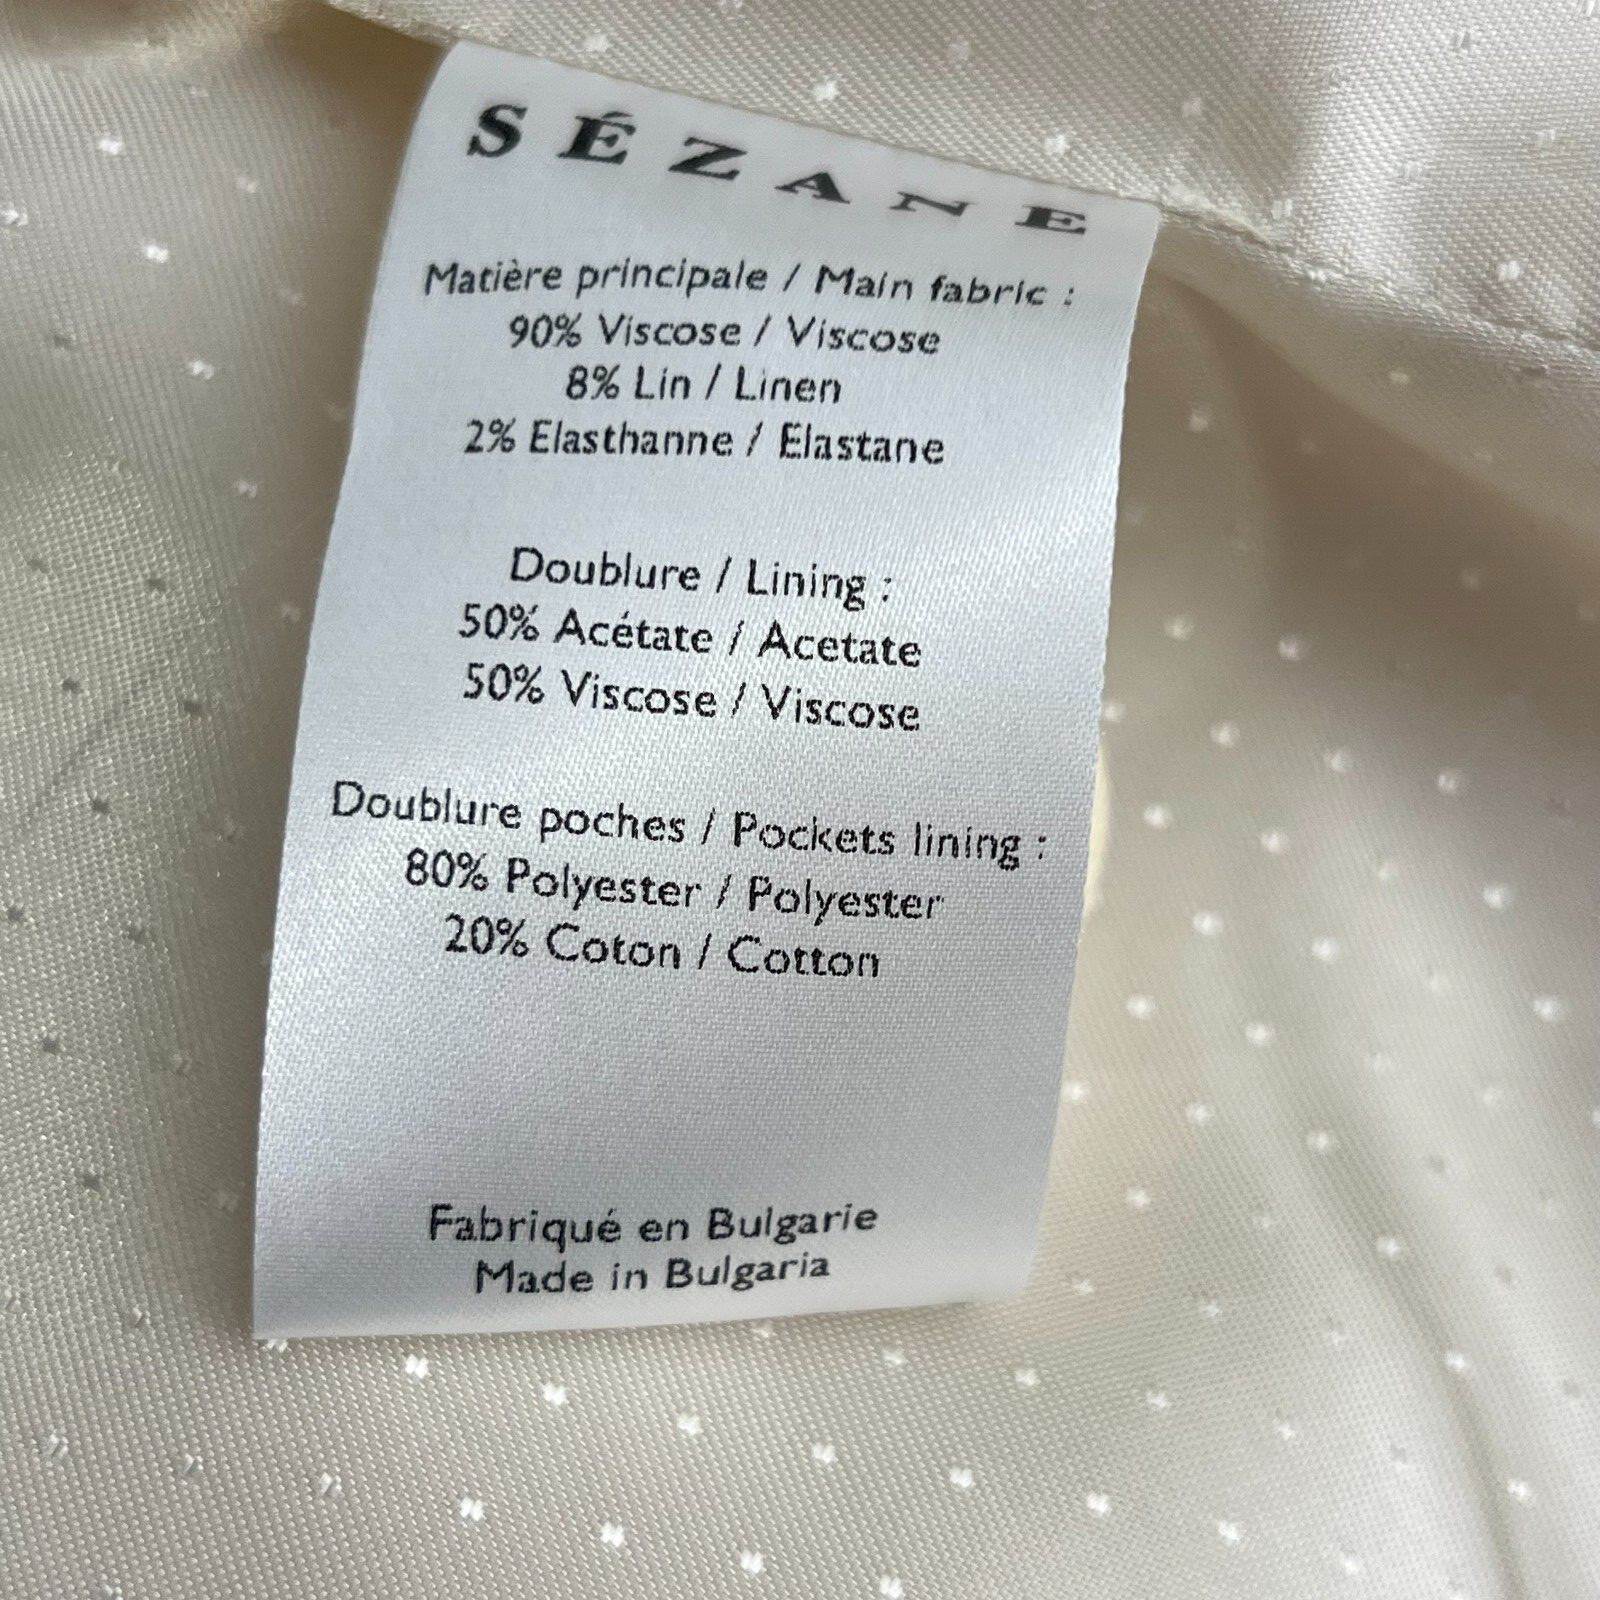 SÉZANE
Matière principale / Main fabric :
90% Viscose / Viscose
8% Lin / Linen
2% Elasthanne / Elastane
Doublure / Lining :
50% Acétate / Acetate
50% Viscose / Viscose
Doublure poches / Pockets lining :
80% Polyester / Polyester
20% Coton / Cotton
Fabriqué en Bulgarie
Made in Bulgaria